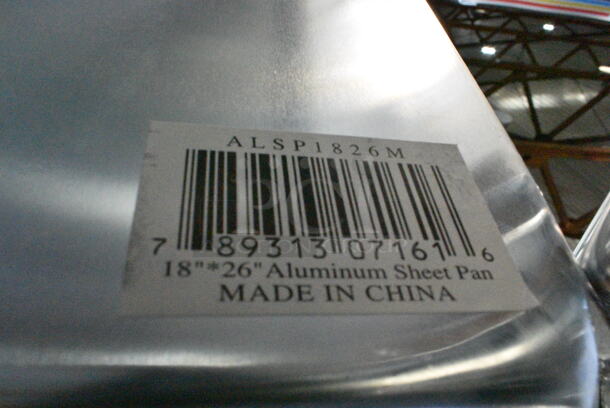 ALSP1826M
7 89313 07161 6
18"*26" Aluminum Sheet Pan
MADE IN CHINA